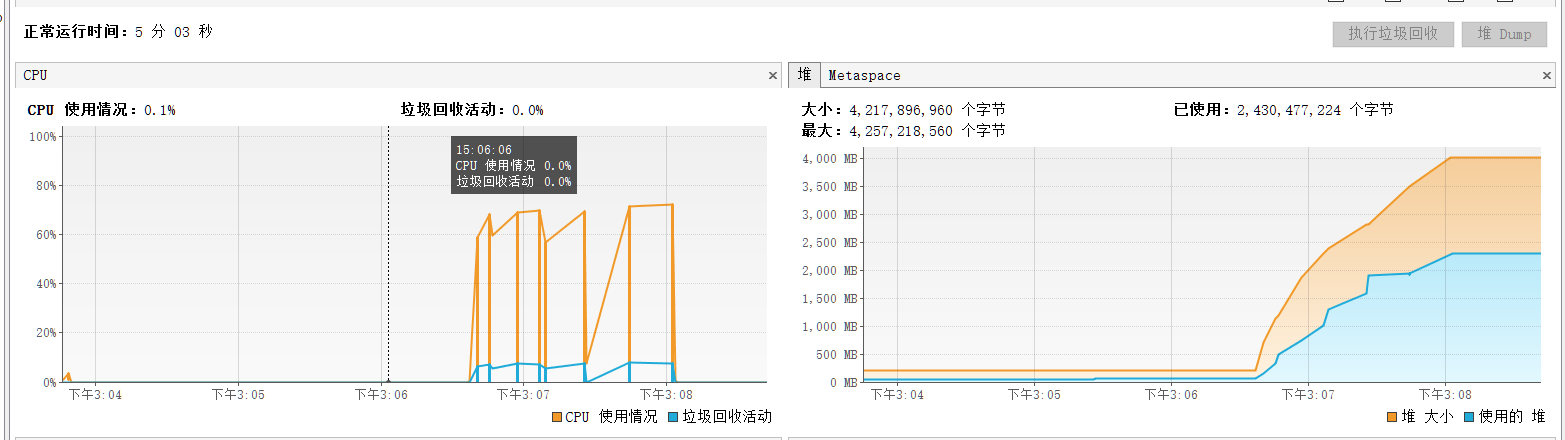 正常运行时间：5 分 03 秒
执行垃圾回收 堆 Dump
CPU
×
CPU 使用情况：0.1% 垃圾回收活动：0.0%
100%
80%
60%
40%
20%
0%
15:06:06
CPU 使用情况 0.0%
垃圾回收活动 0.0%
下午3:04 下午3:05 下午3:06 下午3:07 下午3:08
CPU 使用情况 垃圾回收活动
堆 Metaspace
×
大小：4,217,896,960 个字节 已使用：2,430,477,224 个字节
最大：4,257,218,560 个字节
4,000 MB
3,500 MB
3,000 MB
2,500 MB
2,000 MB
1,500 MB
1,000 MB
500 MB
0 MB
下午3:04 下午3:05 下午3:06 下午3:07 下午3:08
堆 大小 使用的 堆